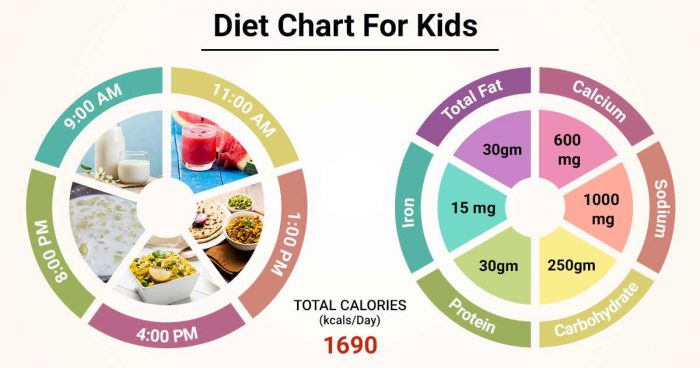 Diet Chart For Kids
9:00 AM
11:00 AM
1:00 PM
4:00 PM
8:00 PM
TOTAL CALORIES
(kcals/Day)
1690
Total Fat
30gm
Calcium
600
mg
Sodium
1000
mg
Carbohydrate
250gm
Protein
30gm
Iron
15 mg